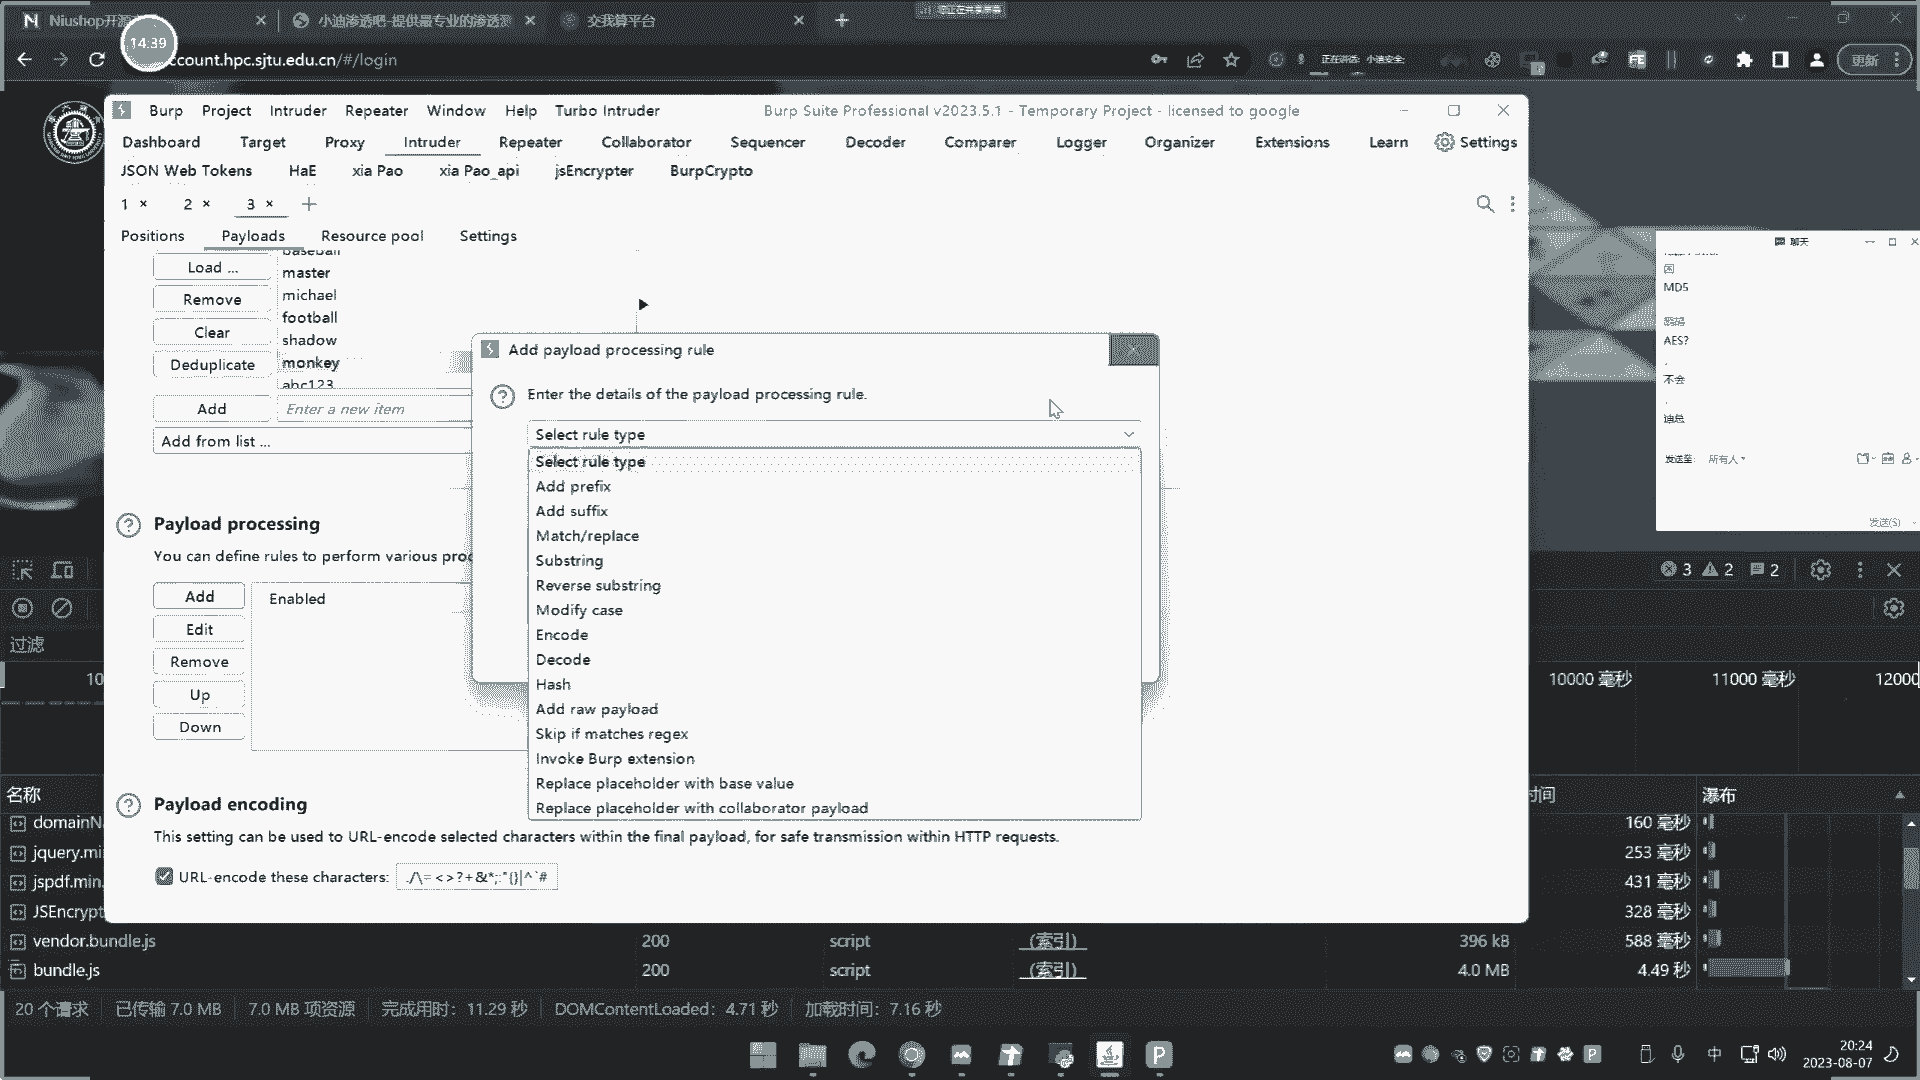 Niushop开源
小迪渗透吧-提供最专业的渗透测
交我算平台
14:39
count.hpc.sjtu.edu.cn/#/login
正在讲话: 小迪安全;
更新
Burp Project Intruder Repeater Window Help Turbo Intruder
Burp Suite Professional v2023.5.1 - Temporary Project - licensed to google
Dashboard Target Proxy Intruder Repeater Collaborator Sequencer Decoder Comparer Logger Organizer Extensions Learn Settings
JSON Web Tokens HaE xia Pao xia Pao_api jsEncrypter BurpCrypto
1 × 2 × 3 × +
Positions Payloads Resource pool Settings
Load ...
Remove
Clear
Deduplicate
baseball
master
michael
football
shadow
monkey
abc123
Add
Enter a new item
Add from list ...
Add payload processing rule
Enter the details of the payload processing rule.
Select rule type
Select rule type
Add prefix
Add suffix
Match/replace
Substring
Reverse substring
Modify case
Encode
Decode
Hash
Add raw payload
Skip if matches regex
Invoke Burp extension
Replace placeholder with base value
Replace placeholder with collaborator payload
Payload processing
You can define rules to perform various proc
Add
Edit
Remove
Up
Down
Enabled
Payload encoding
This setting can be used to URL-encode selected characters within the final payload, for safe transmission within HTTP requests.
URL-encode these characters: ./\=<>?+&*;:"{}|^`#
聊天
MD5
AES?
.
不会
.
迪总
发送至: 所有人
发送(S)
3 2 2
过滤
10
10000 毫秒 11000 毫秒 12000
名称
时间
瀑布
domainN
160 毫秒
jquery.mi
253 毫秒
jspdf.min.
431 毫秒
JSEncrypt
328 毫秒
vendor.bundle.js 200 script (索引) 396 kB 588 毫秒
bundle.js 200 script (索引) 4.0 MB 4.49 秒
20 个请求 已传输 7.0 MB 7.0 MB 项资源 完成用时: 11.29 秒 DOMContentLoaded: 4.71 秒 加载时间: 7.16 秒
中
20:24
2023-08-07